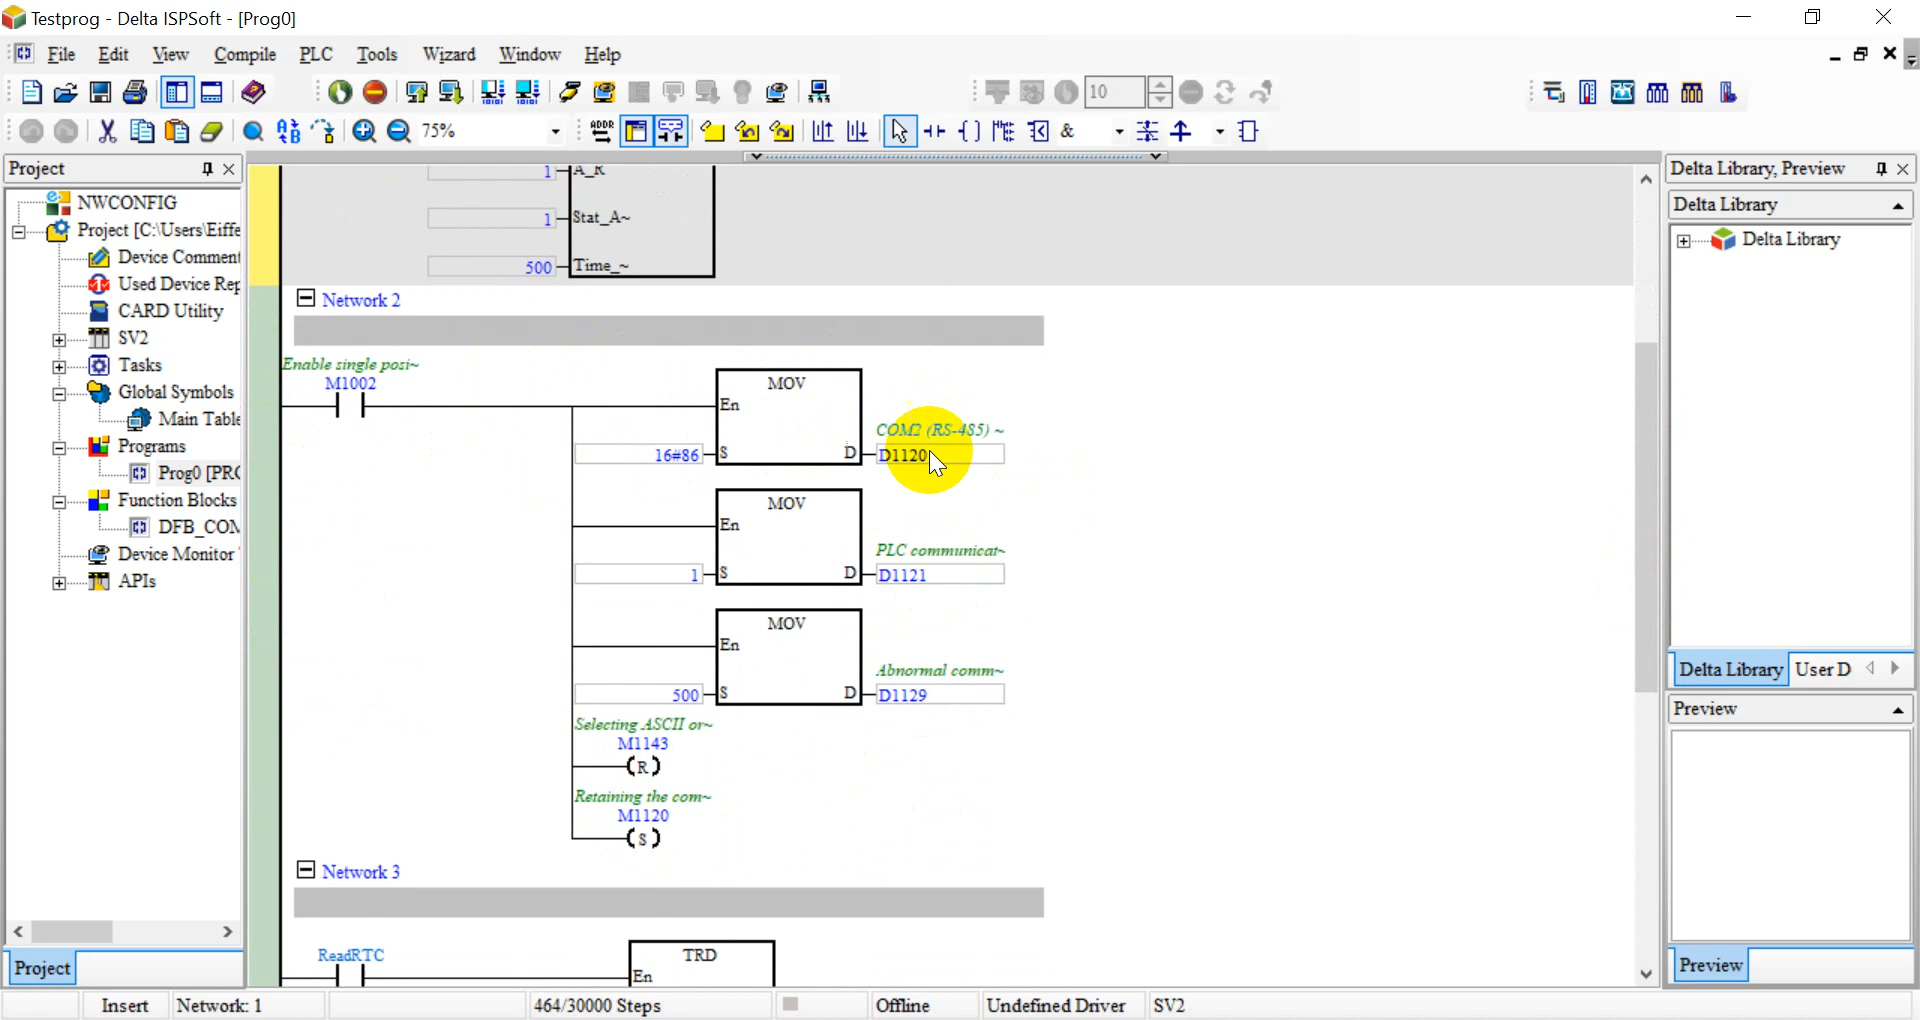 Testprog - Delta ISPSoft - [Prog0]
File Edit View Compile PLC Tools Wizard Window Help
10
75%
ADDR
&
Project
NWCONFIG
Project [C:\Users\Eiffe
Device Comment
Used Device Rep
CARD Utility
SV2
Tasks
Global Symbols
Main Table
Programs
Prog0 [PRG
Function Blocks
DFB_COM
Device Monitor
APIs
Project
1 A_R
1 Stat_A~
500 Time_~
Network 2
Enable single posi~
M1002
MOV
En
COM2 (RS-485) ~
16#86 S D D1120
MOV
En
PLC communicat~
1 S D D1121
MOV
En
Abnormal comm~
500 S D D1129
Selecting ASCII or~
M1143
R
Retaining the com~
M1120
S
Network 3
ReadRTC
TRD
En
Delta Library, Preview
Delta Library
Delta Library
Delta Library User D
Preview
Preview
Insert Network: 1 464/30000 Steps Offline Undefined Driver SV2